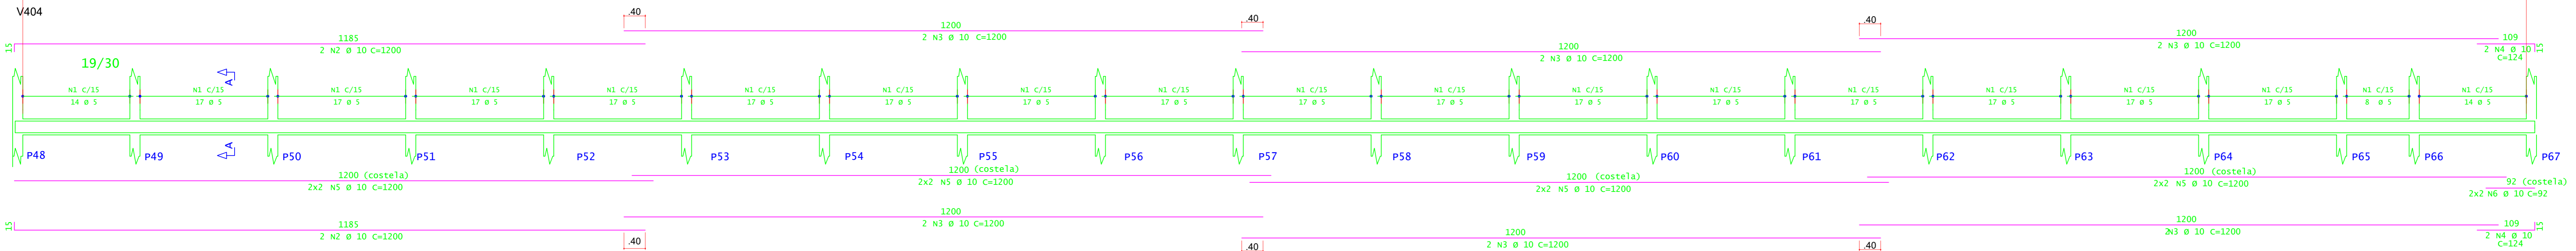 V404
.40 .40 .40
1200
2 N3 Ø 10 C=1200
1200
2 N3 Ø 10 C=1200
15 1185 109 15
2 N2 Ø 10 C=1200
1200
2 N3 Ø 10 C=1200
2 N4 Ø 10
C=124
19/30
A
N1 C/15 N1 C/15 N1 C/15 N1 C/15 N1 C/15 N1 C/15 N1 C/15 N1 C/15 N1 C/15 N1 C/15 N1 C/15 N1 C/15 N1 C/15 N1 C/15 N1 C/15 N1 C/15 N1 C/15 N1 C/15 N1 C/15
14 Ø 5 17 Ø 5 17 Ø 5 17 Ø 5 17 Ø 5 17 Ø 5 17 Ø 5 17 Ø 5 17 Ø 5 17 Ø 5 17 Ø 5 17 Ø 5 17 Ø 5 17 Ø 5 17 Ø 5 17 Ø 5 17 Ø 5 8 Ø 5 14 Ø 5
A
P48 P49 P50 P51 P52 P53 P54 P55 P56 P57 P58 P59 P60 P61 P62 P63 P64 P65 P66 P67
1200 (costela) 1200 (costela) 1200 (costela) 1200 (costela) 92 (costela)
2x2 N5 Ø 10 C=1200 2x2 N5 Ø 10 C=1200 2x2 N5 Ø 10 C=1200 2x2 N5 Ø 10 C=1200 2x2 N6 Ø 10 C=92
1200
2 N3 Ø 10 C=1200
1200
2N3 Ø 10 C=1200
15 1185 109 15
2 N2 Ø 10 C=1200
1200
2 N3 Ø 10 C=1200
2 N4 Ø 10
C=124
.40 .40 .40